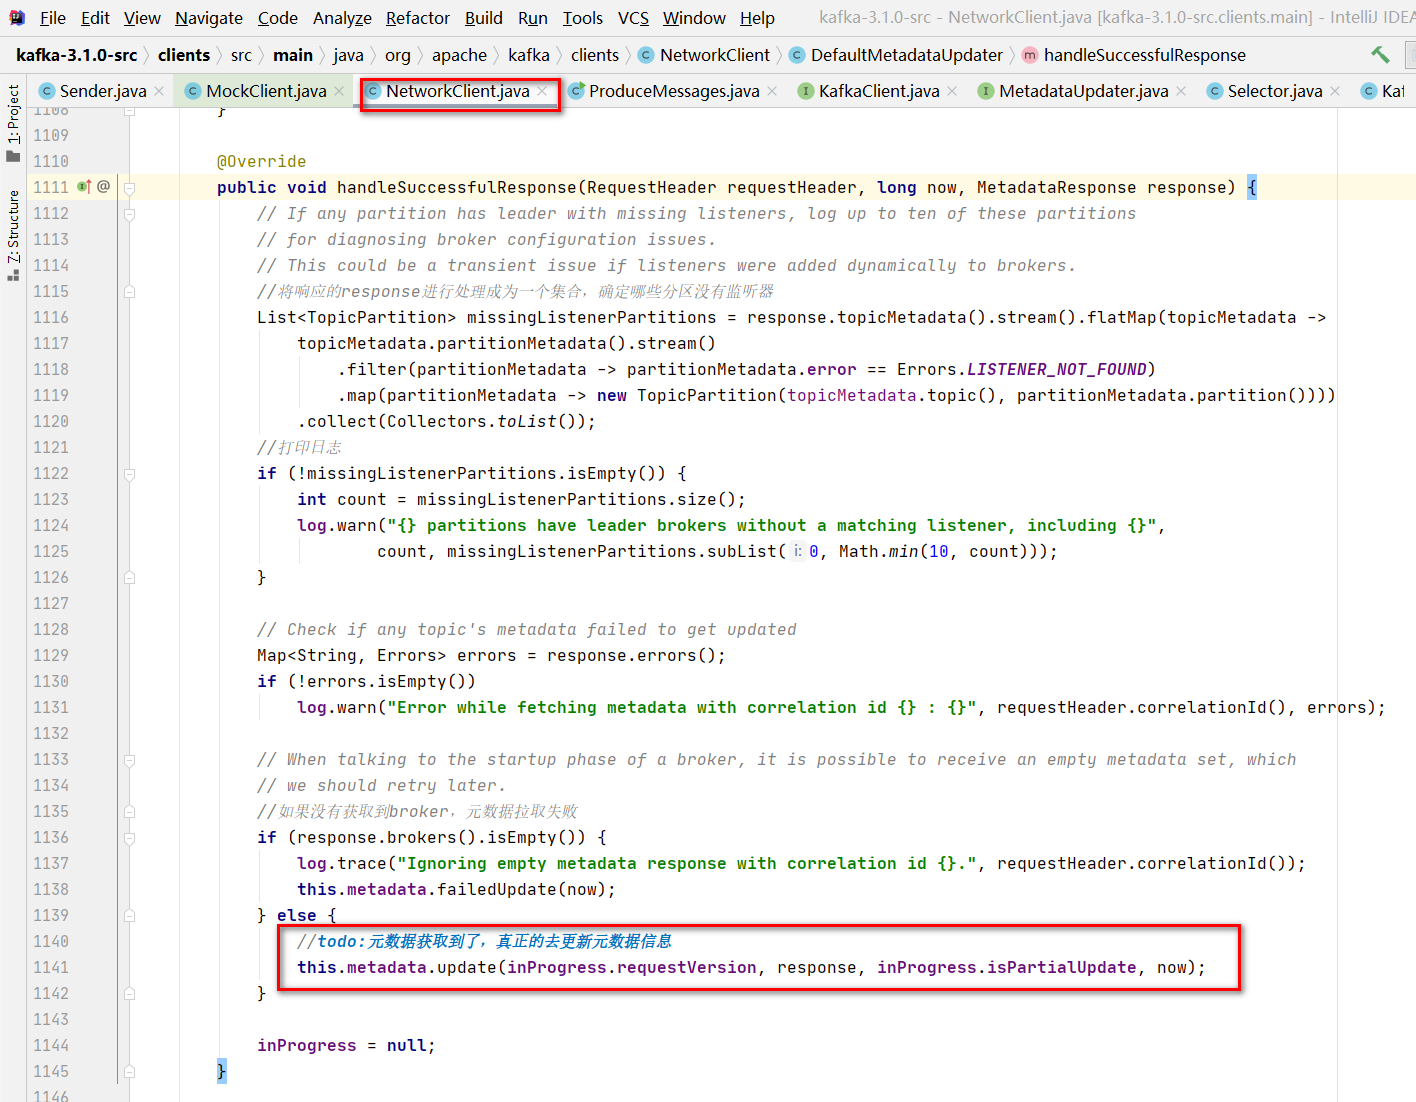 File Edit View Navigate Code Analyze Refactor Build Run Tools VCS Window Help kafka-3.1.0-src - NetworkClient.java [kafka-3.1.0-src.clients.main] - IntelliJ IDEA
kafka-3.1.0-src clients src main java org apache kafka clients NetworkClient DefaultMetadataUpdater handleSuccessfulResponse
Sender.java MockClient.java NetworkClient.java ProduceMessages.java KafkaClient.java MetadataUpdater.java Selector.java Kaf
1: Project
7: Structure
1108 }
1109
1110 @Override
1111 public void handleSuccessfulResponse(RequestHeader requestHeader, long now, MetadataResponse response) {
1112 // If any partition has leader with missing listeners, log up to ten of these partitions
1113 // for diagnosing broker configuration issues.
1114 // This could be a transient issue if listeners were added dynamically to brokers.
1115 //将响应的response进行处理成为一个集合，确定哪些分区没有监听器
1116 List<TopicPartition> missingListenerPartitions = response.topicMetadata().stream().flatMap(topicMetadata ->
1117 topicMetadata.partitionMetadata().stream()
1118 .filter(partitionMetadata -> partitionMetadata.error == Errors.LISTENER_NOT_FOUND)
1119 .map(partitionMetadata -> new TopicPartition(topicMetadata.topic(), partitionMetadata.partition())))
1120 .collect(Collectors.toList());
1121 //打印日志
1122 if (!missingListenerPartitions.isEmpty()) {
1123 int count = missingListenerPartitions.size();
1124 log.warn("{} partitions have leader brokers without a matching listener, including {}",
1125 count, missingListenerPartitions.subList( i: 0, Math.min(10, count)));
1126 }
1127
1128 // Check if any topic's metadata failed to get updated
1129 Map<String, Errors> errors = response.errors();
1130 if (!errors.isEmpty())
1131 log.warn("Error while fetching metadata with correlation id {} : {}", requestHeader.correlationId(), errors);
1132
1133 // When talking to the startup phase of a broker, it is possible to receive an empty metadata set, which
1134 // we should retry later.
1135 //如果没有获取到broker，元数据拉取失败
1136 if (response.brokers().isEmpty()) {
1137 log.trace("Ignoring empty metadata response with correlation id {}.", requestHeader.correlationId());
1138 this.metadata.failedUpdate(now);
1139 } else {
1140 //todo:元数据获取到了，真正的去更新元数据信息
1141 this.metadata.update(inProgress.requestVersion, response, inProgress.isPartialUpdate, now);
1142 }
1143
1144 inProgress = null;
1145 }
1146